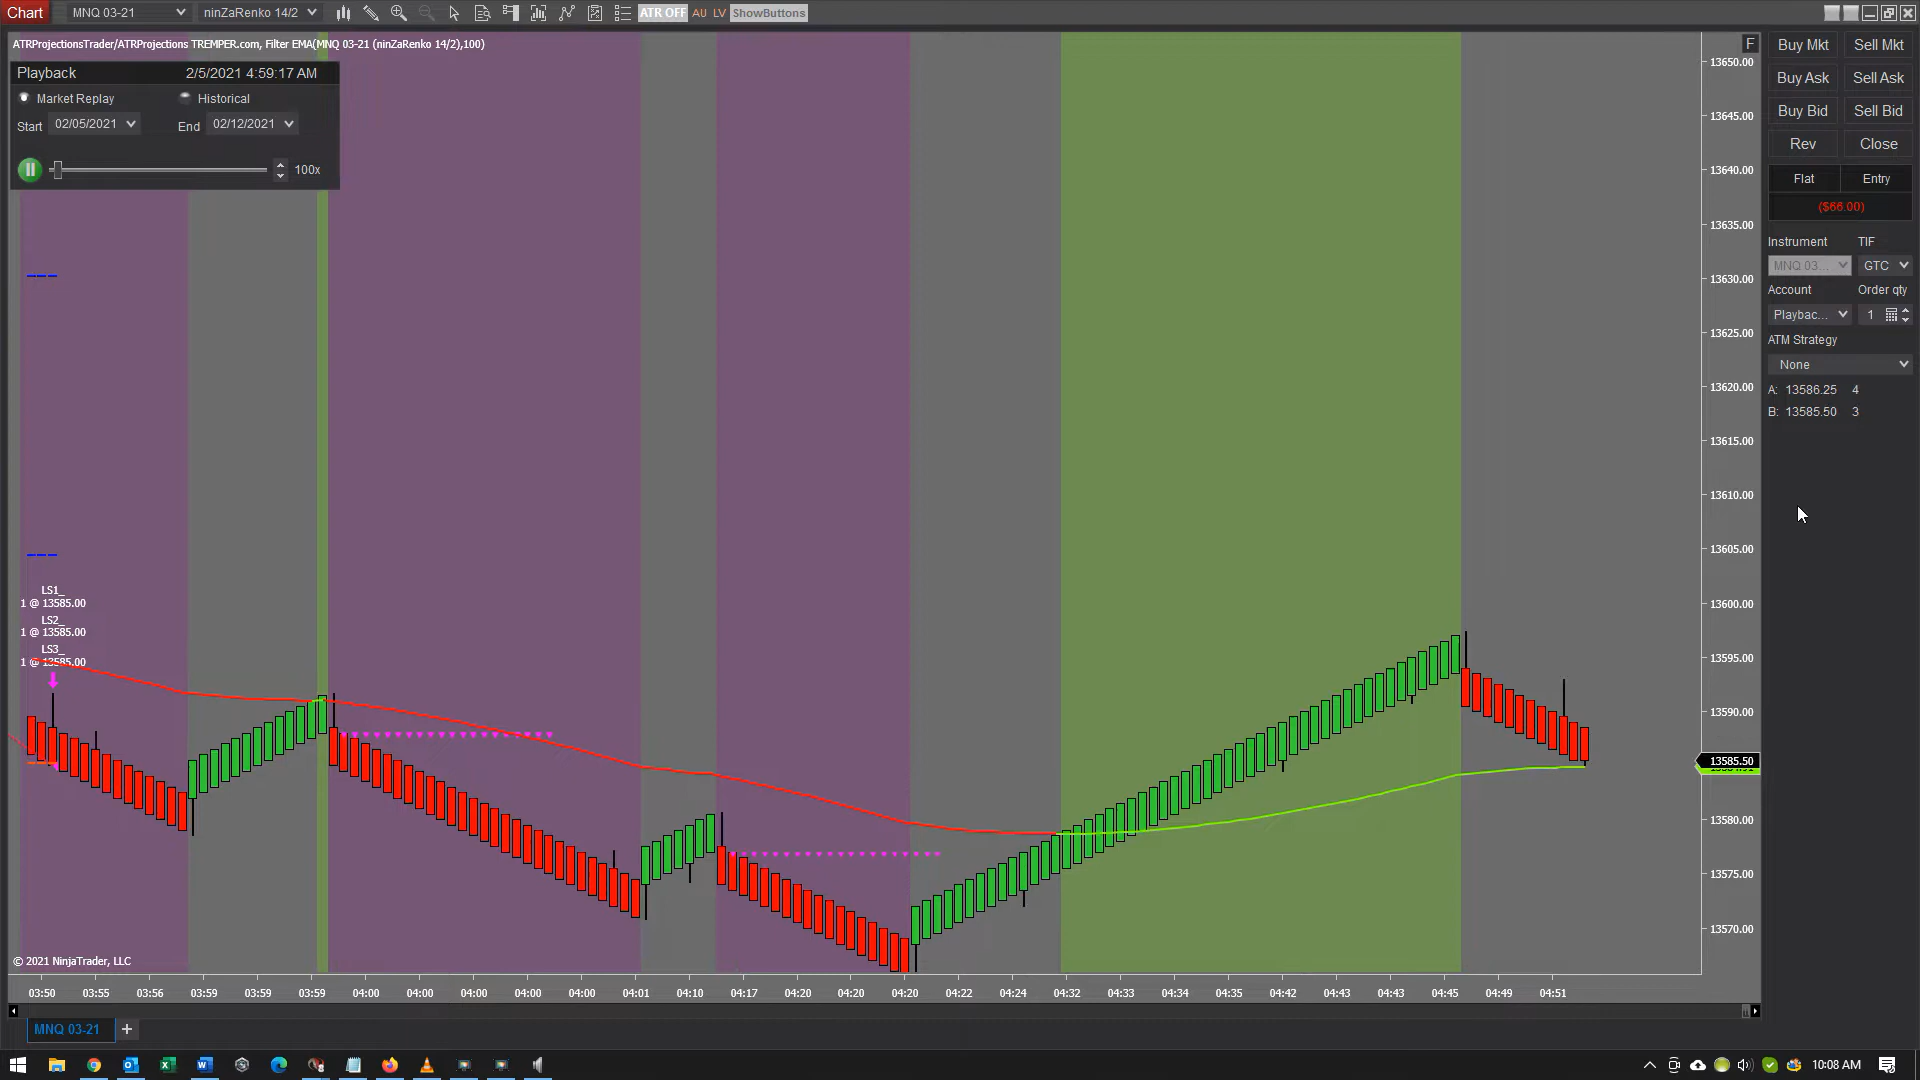 Chart MNQ 03-21 ninZaRenko 14/2 ATR OFF AU LV ShowButtons
ATRProjectionsTrader/ATRProjections TREMPER.com, Filter EMA(MNQ 03-21 (ninZaRenko 14/2),100)
F
Playback 2/5/2021 4:59:17 AM
Market Replay Historical
Start 02/05/2021 End 02/12/2021
100x
LS1_
1 @ 13585.00
LS2_
1 @ 13585.00
LS3_
1 @ 13585.00
13650.00
13645.00
13640.00
13635.00
13630.00
13625.00
13620.00
13615.00
13610.00
13605.00
13600.00
13595.00
13590.00
13585.50
13580.00
13575.00
13570.00
Buy Mkt Sell Mkt
Buy Ask Sell Ask
Buy Bid Sell Bid
Rev Close
Flat Entry
($66.00)
Instrument TIF
MNQ 03... GTC
Account Order qty
Playbac... 1
ATM Strategy
None
A: 13586.25 4
B: 13585.50 3
© 2021 NinjaTrader, LLC
03:50 03:55 03:56 03:59 03:59 03:59 04:00 04:00 04:00 04:00 04:00 04:01 04:10 04:17 04:20 04:20 04:20 04:22 04:24 04:32 04:33 04:34 04:35 04:42 04:43 04:43 04:45 04:49 04:51
MNQ 03-21 +
10:08 AM